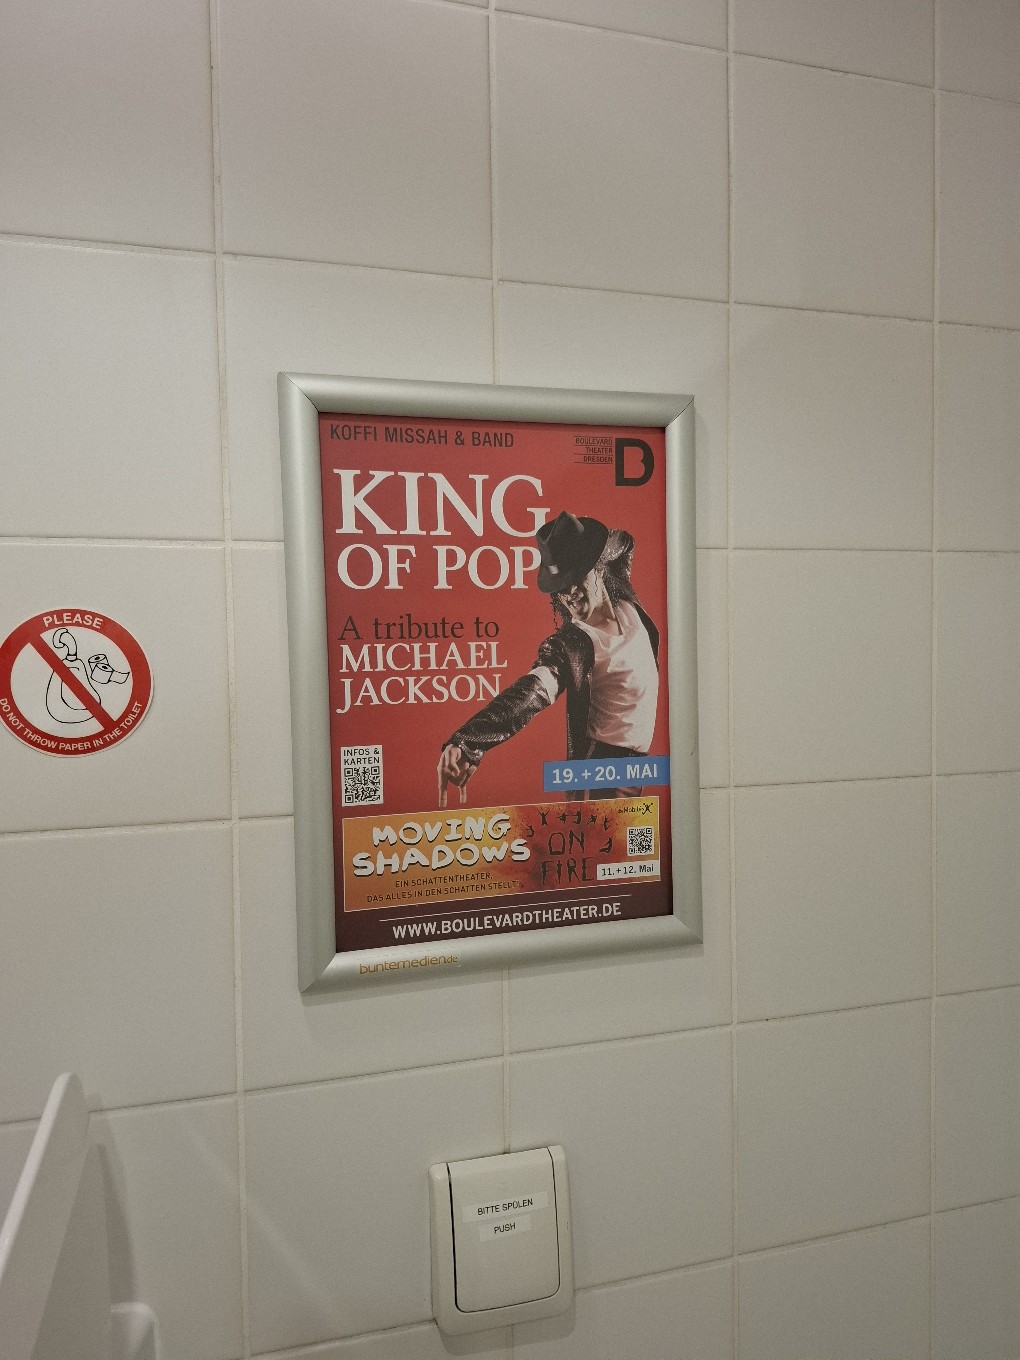 KOFFI MISSAH & BAND
BOULEVARD
THEATER
DRESDEN
B
KING
OF POP
A tribute to
MICHAEL
JACKSON
INFOS &
KARTEN
19. + 20. MAI
MOVING
SHADOWS
EIN SCHATTENTHEATER,
DAS ALLES IN DEN SCHATTEN STELLT
ON
FIRE
11. + 12. Mai
WWW.BOULEVARDTHEATER.DE
buntemedien.de
PLEASE
DO NOT THROW PAPER IN THE TOILET
BITTE SPÜLEN
PUSH